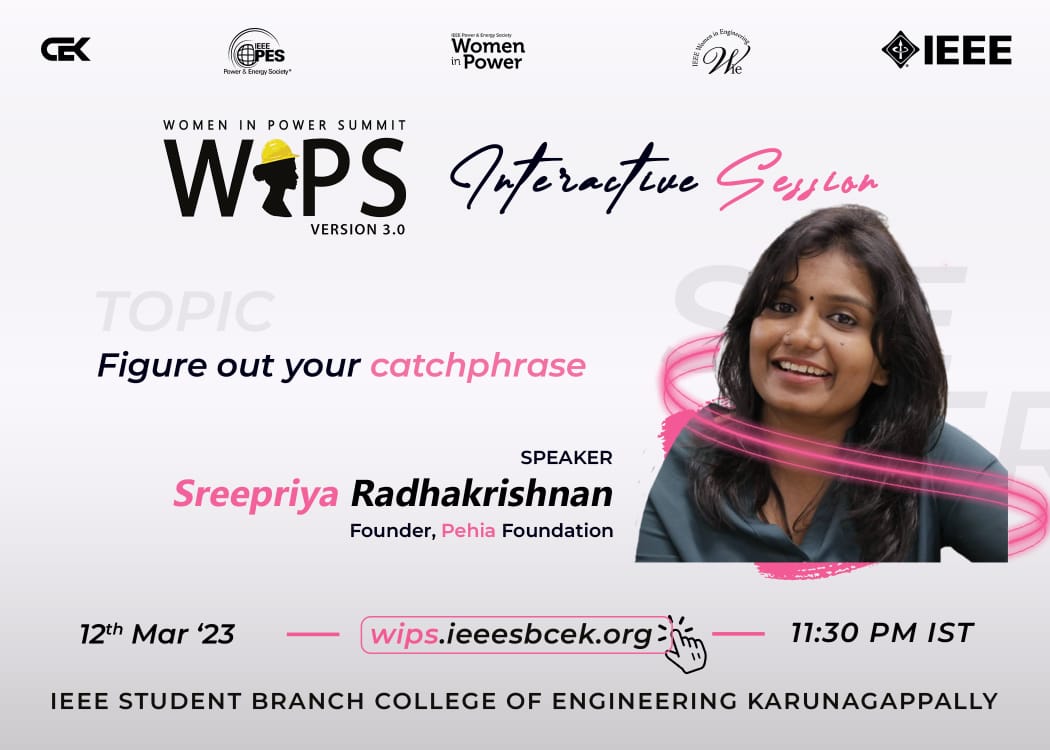 CEK
IEEE
PES
Power & Energy Society®
IEEE Power & Energy Society
Women
in Power
IEEE Women in Engineering
Wie
IEEE
WOMEN IN POWER SUMMIT
WIPS
VERSION 3.0
Interactive Session
TOPIC
Figure out your catchphrase
SPEAKER
Sreepriya Radhakrishnan
Founder, Pehia Foundation
12th Mar ‘23
wips.ieeesbcek.org
11:30 PM IST
IEEE STUDENT BRANCH COLLEGE OF ENGINEERING KARUNAGAPPALLY